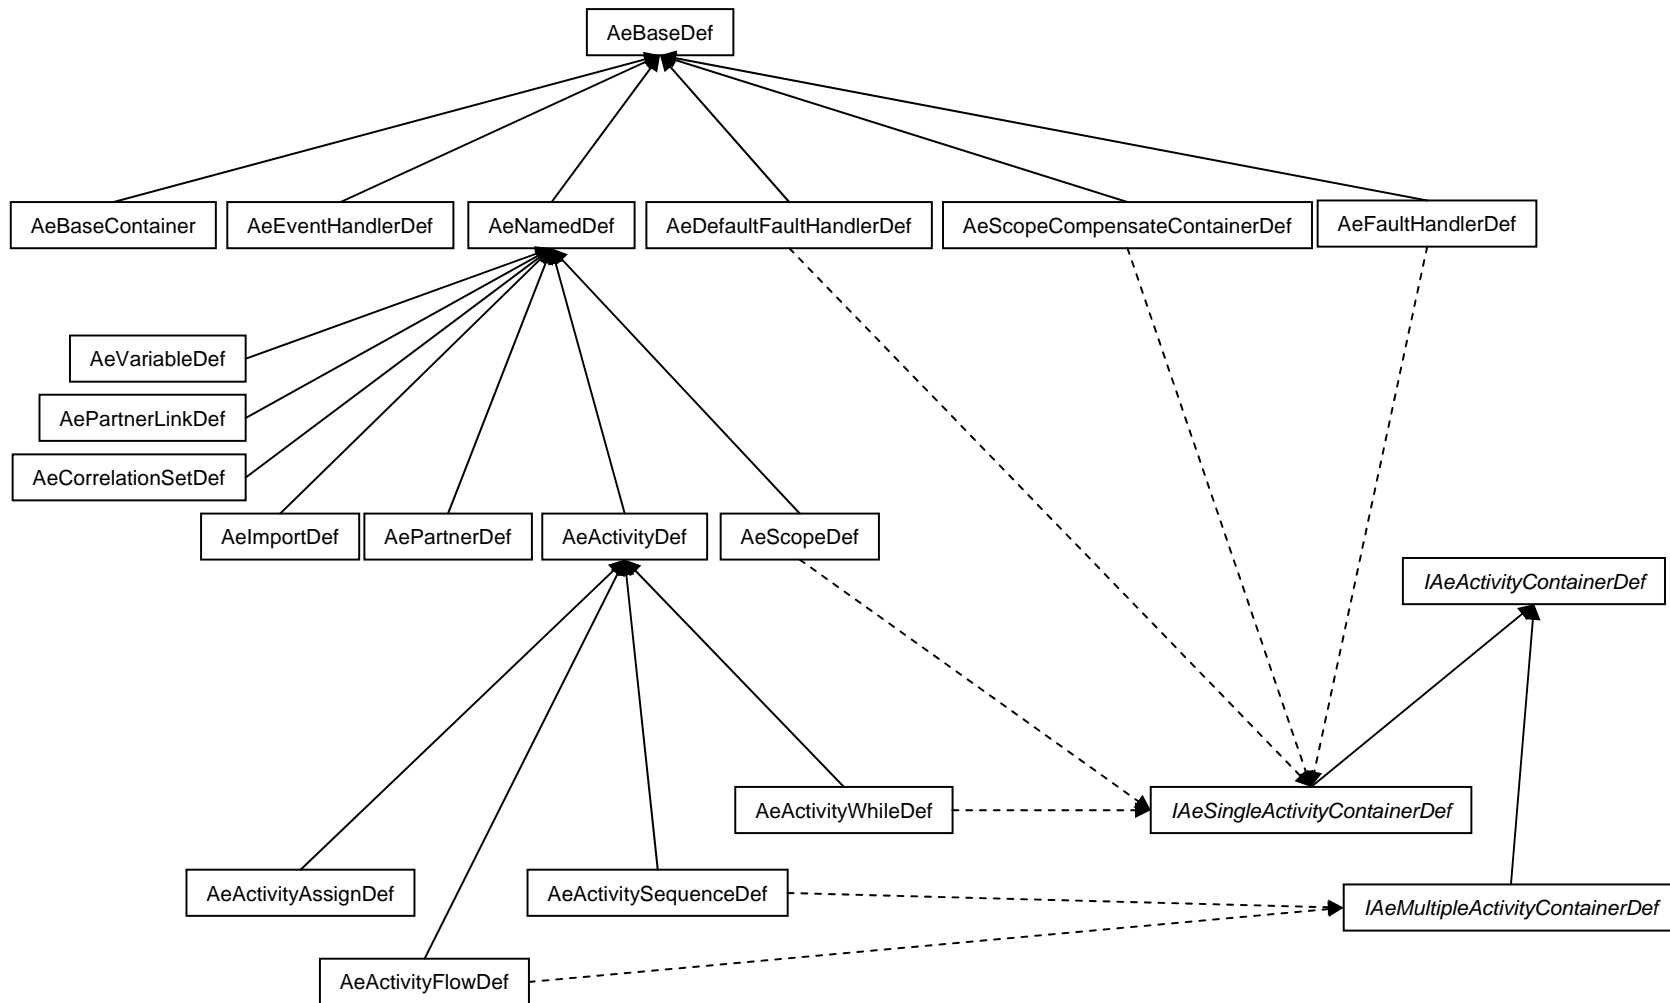 AeBaseDef
AeBaseContainer
AeEventHandlerDef
AeNamedDef
AeDefaultFaultHandlerDef
AeScopeCompensateContainerDef
AeFaultHandlerDef
AeVariableDef
AePartnerLinkDef
AeCorrelationSetDef
AeImportDef
AePartnerDef
AeActivityDef
AeScopeDef
IAeActivityContainerDef
AeActivityWhileDef
IAeSingleActivityContainerDef
AeActivityAssignDef
AeActivitySequenceDef
IAeMultipleActivityContainerDef
AeActivityFlowDef